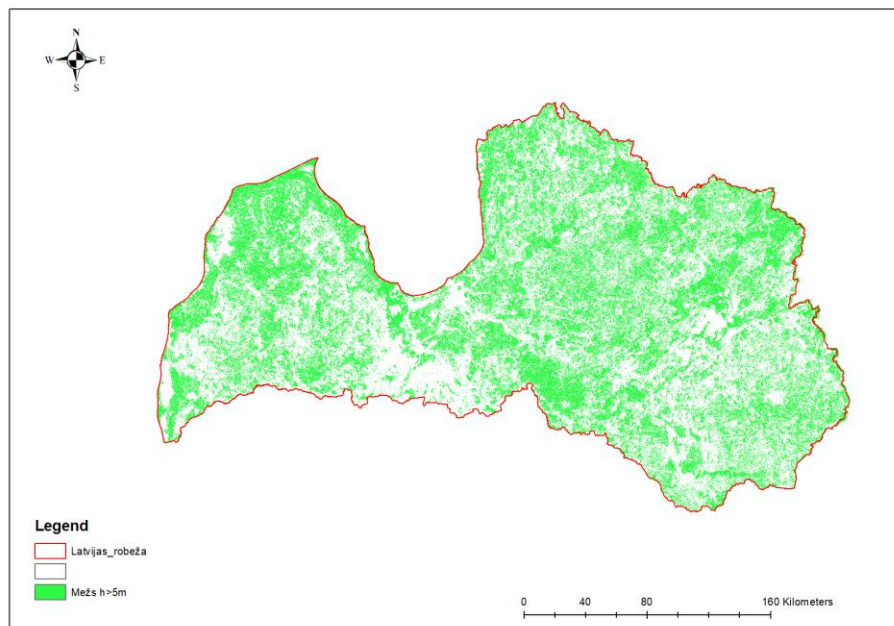 N
W E
S
Legend
Latvijas_robeža
Mežs h>5m
0 40 80 160 Kilometers